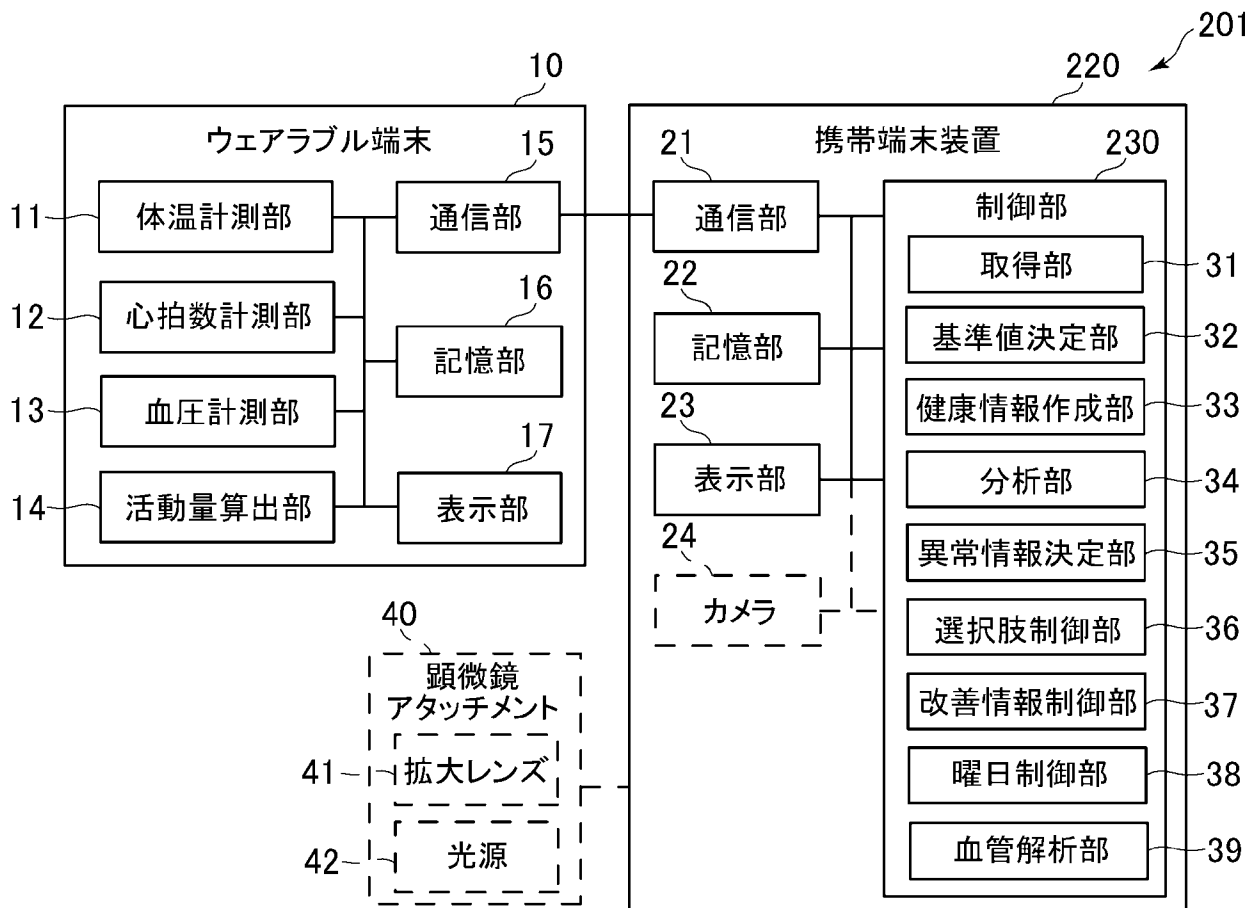 201
10
ウェアラブル端末
11
体温計測部
12
心拍数計測部
13
血圧計測部
14
活動量算出部
15
通信部
16
記憶部
17
表示部
220
携帯端末装置
21
通信部
22
記憶部
23
表示部
24
カメラ
230
制御部
取得部
31
基準値決定部
32
健康情報作成部
33
分析部
34
異常情報決定部
35
選択肢制御部
36
改善情報制御部
37
曜日制御部
38
血管解析部
39
40
顕微鏡
アタッチメント
41
拡大レンズ
42
光源